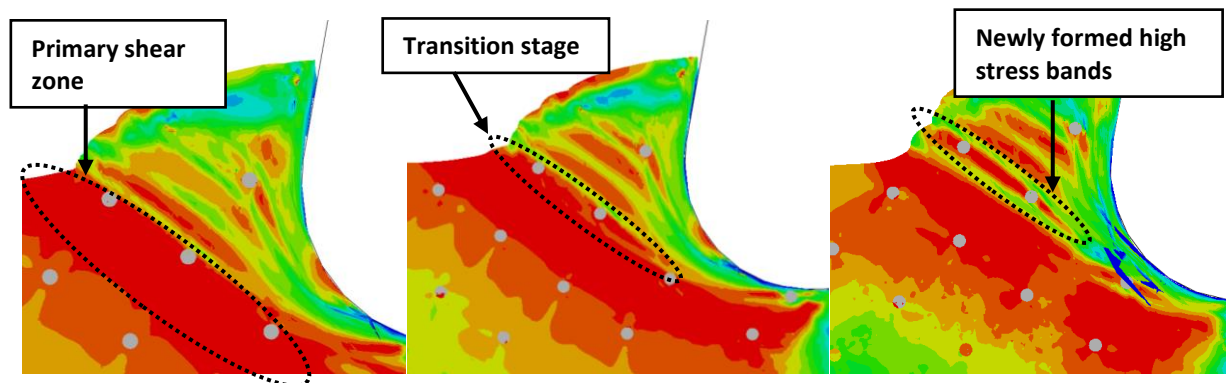 Primary shear
zone
Transition stage
Newly formed high
stress bands